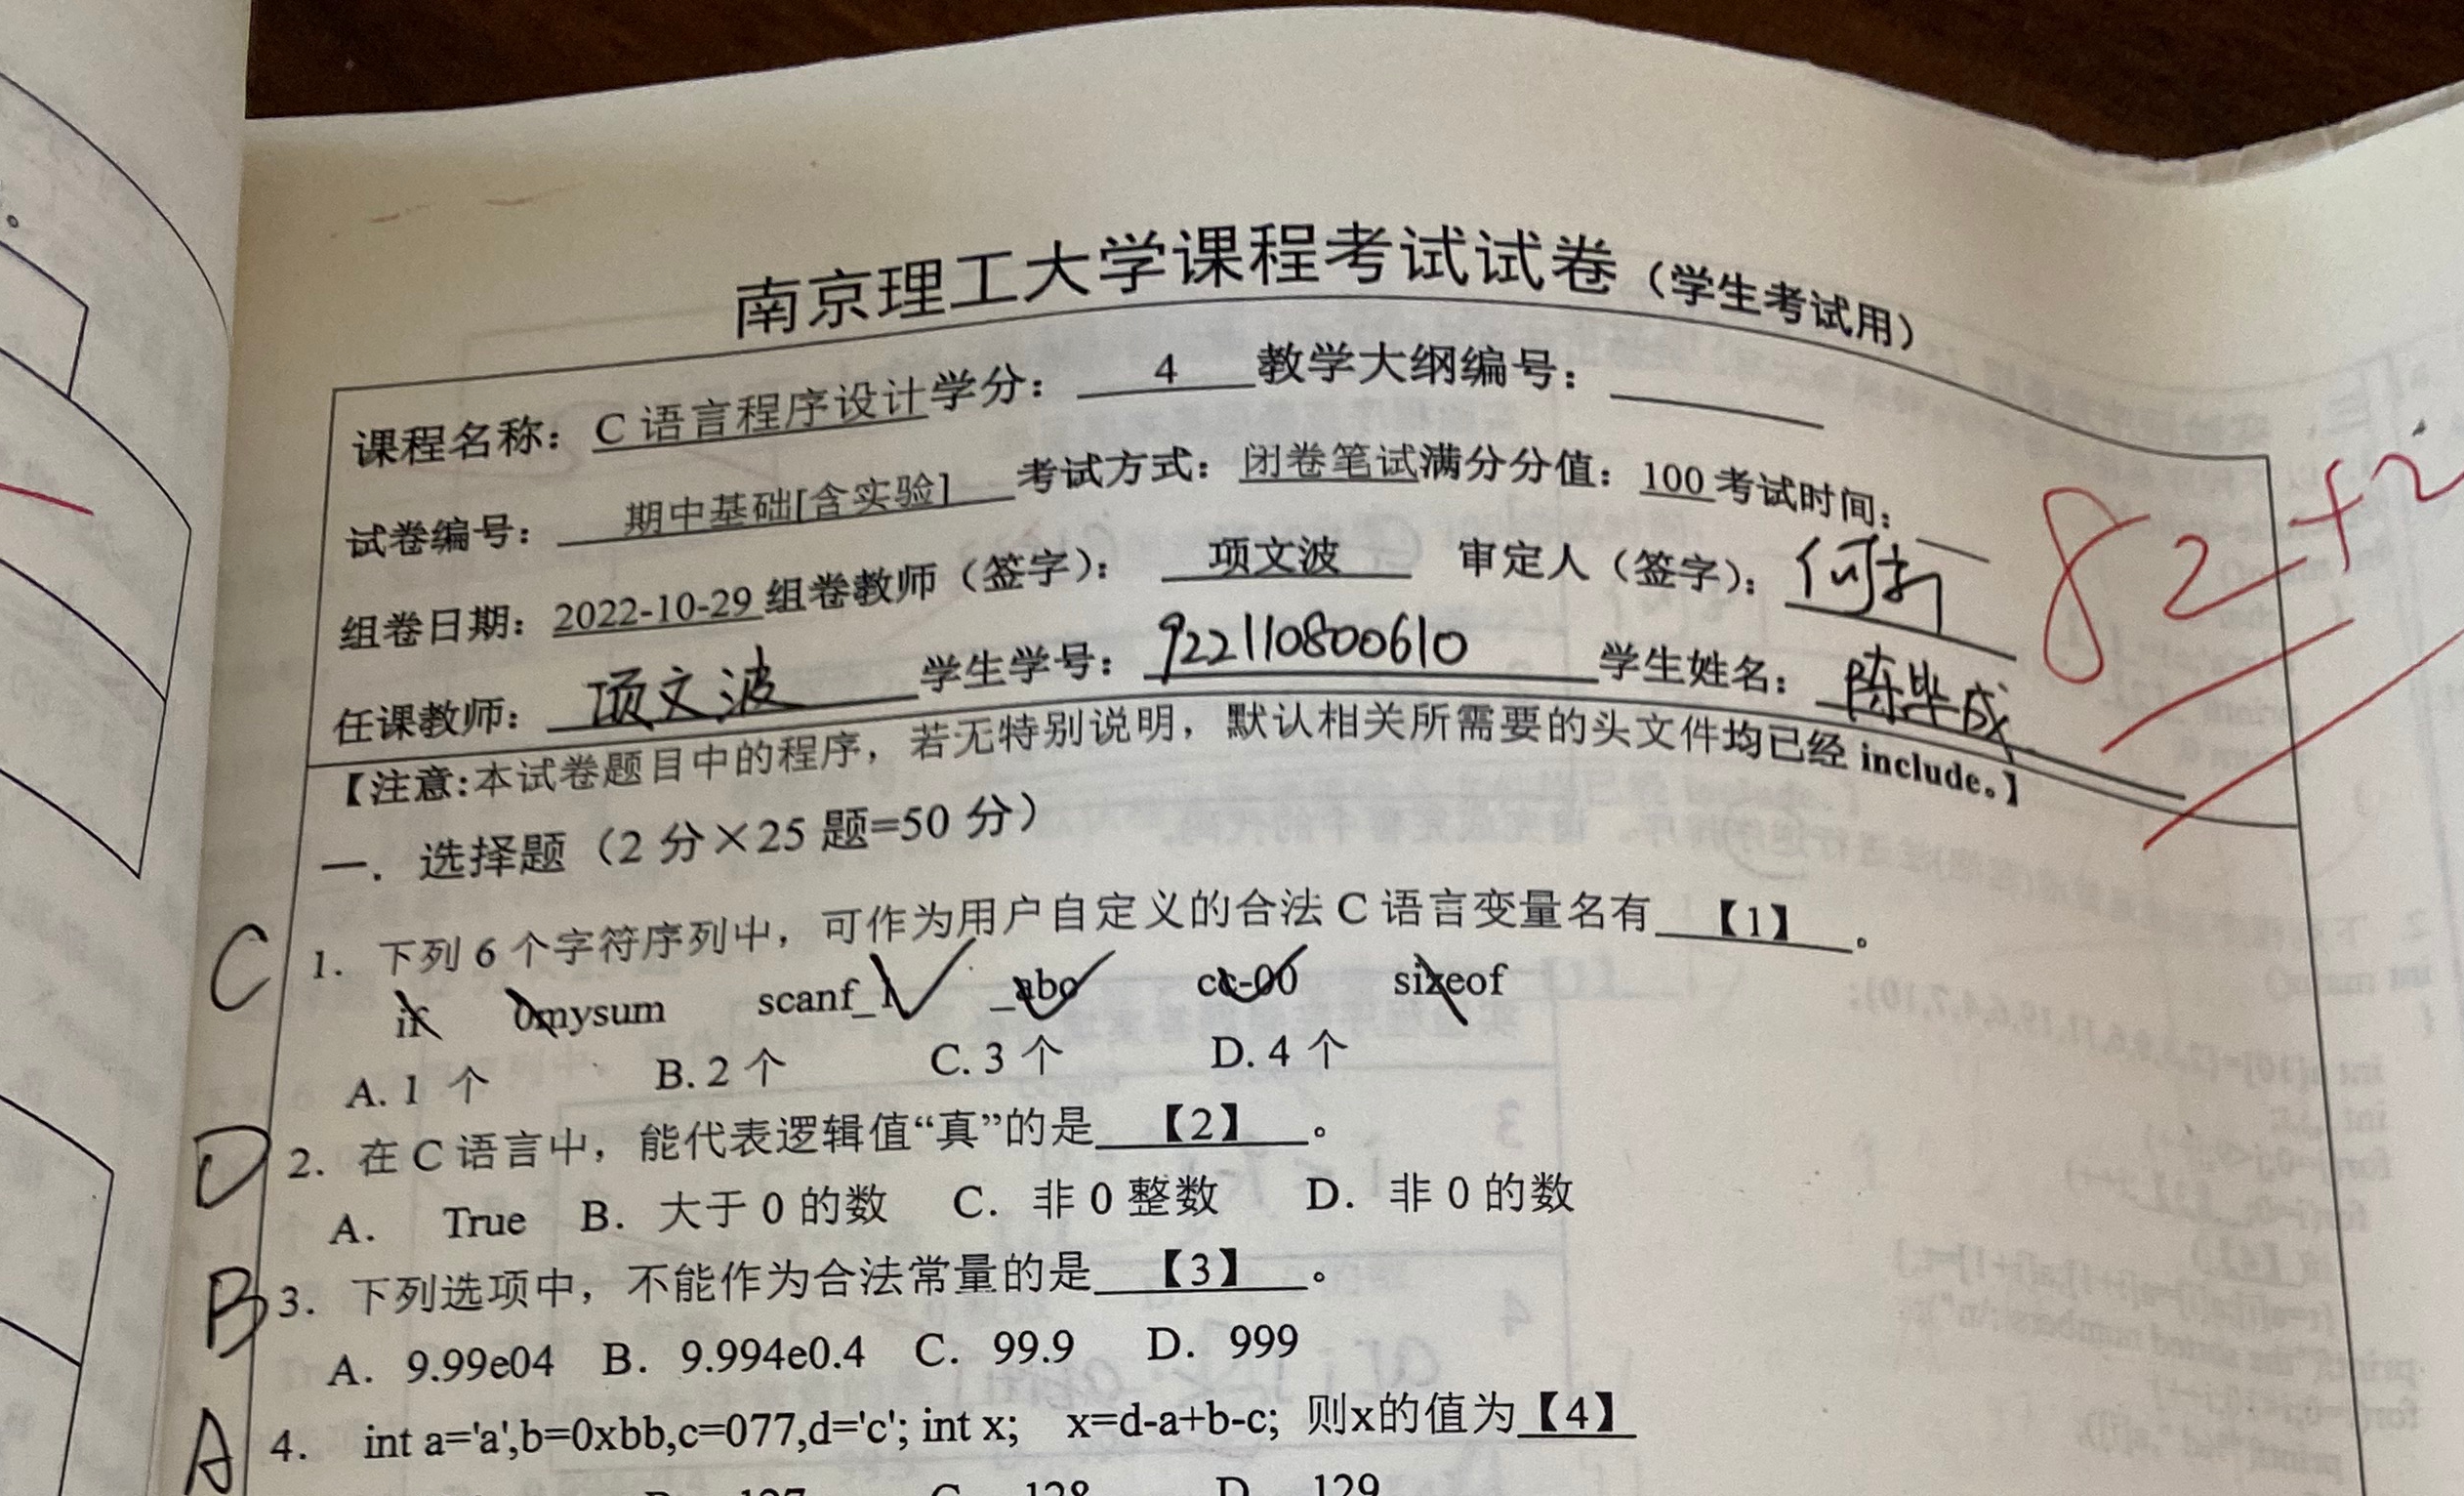 南京理工大学课程考试试卷（学生考试用）
课程名称：C 语言程序设计学分： 4 教学大纲编号：
试卷编号： 期中基础[含实验] 考试方式：闭卷笔试满分分值：100 考试时间：
组卷日期：2022-10-29 组卷教师（签字）： 项文波 审定人（签字）：何新
任课教师： 项文波 学生学号： 922110800610 学生姓名：陈毕成
82+2
【注意:本试卷题目中的程序，若无特别说明，默认相关所需要的头文件均已经 include。】
一．选择题（2 分×25 题=50 分）
C 1. 下列 6 个字符序列中，可作为用户自定义的合法 C 语言变量名有 【1】 。
if 0mysum scanf_1 _abc cc-00 sizeof
A. 1 个 B. 2 个 C. 3 个 D. 4 个
D 2. 在 C 语言中，能代表逻辑值“真”的是 【2】 。
A. True B. 大于 0 的数 C. 非 0 整数 D. 非 0 的数
B 3. 下列选项中，不能作为合法常量的是 【3】 。
A. 9.99e04 B. 9.994e0.4 C. 99.9 D. 999
A 4. int a='a',b=0xbb,c=077,d='c'; int x; x=d-a+b-c; 则x的值为【4】
B. 127 C. 128 D. 129